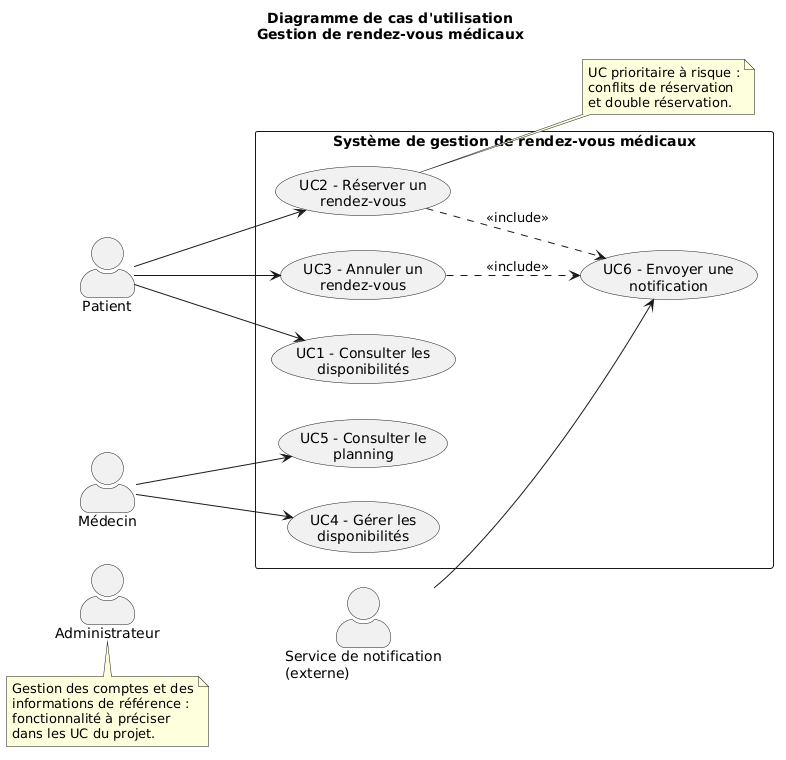 Diagramme de cas d'utilisation
Gestion de rendez-vous médicaux
UC prioritaire à risque :
conflits de réservation
et double réservation.
Système de gestion de rendez-vous médicaux
UC2 - Réserver un
rendez-vous
«include»
UC3 - Annuler un
rendez-vous
«include»
UC6 - Envoyer une
notification
Patient
UC1 - Consulter les
disponibilités
UC5 - Consulter le
planning
Médecin
UC4 - Gérer les
disponibilités
Administrateur
Service de notification
(externe)
Gestion des comptes et des
informations de référence :
fonctionnalité à préciser
dans les UC du projet.